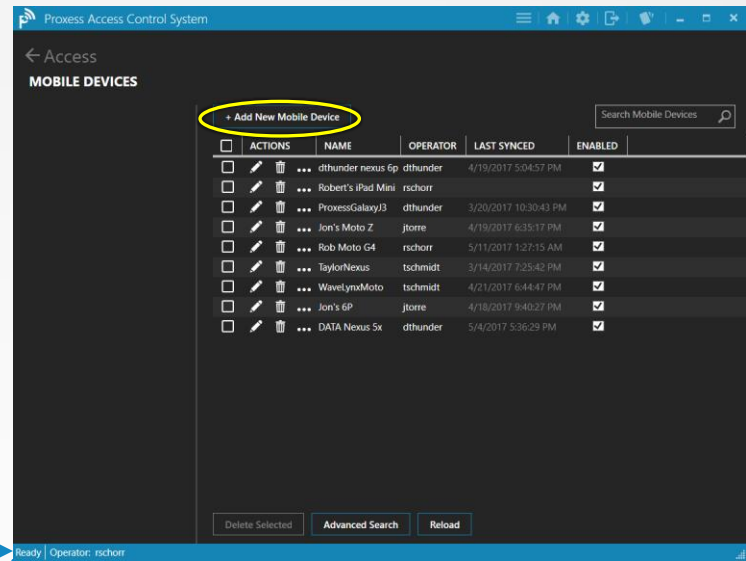 Proxess Access Control System
Access
MOBILE DEVICES
+ Add New Mobile Device
Search Mobile Devices
ACTIONS NAME OPERATOR LAST SYNCED ENABLED
... dthunder nexus 6p dthunder 4/19/2017 5:04:57 PM
... Robert's iPad Mini rschorr
... ProxessGalaxyJ3 dthunder 3/20/2017 10:30:43 PM
... Jon's Moto Z jtorre 4/19/2017 6:35:17 PM
... Rob Moto G4 rschorr 5/11/2017 1:27:15 AM
... TaylorNexus tschmidt 3/14/2017 7:25:42 PM
... WaveLynxMoto tschmidt 4/21/2017 6:44:47 PM
... Jon's 6P jtorre 4/18/2017 9:40:27 PM
... DATA Nexus 5x dthunder 5/4/2017 5:36:29 PM
Delete Selected Advanced Search Reload
Ready Operator: rschorr